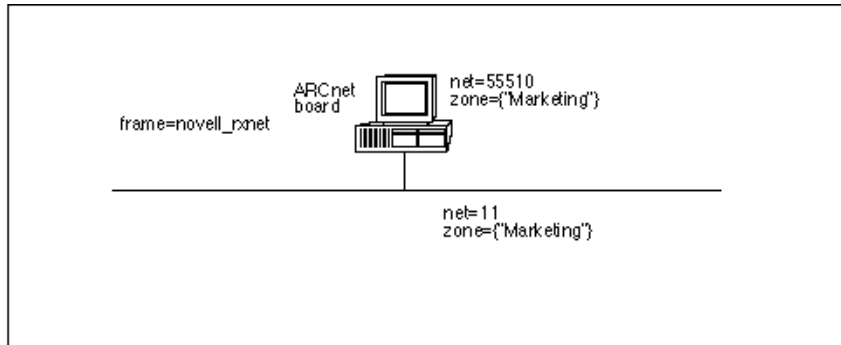 ARCnet
board
net=55510
zone={"Marketing"}
frame=novell_rxnet
net=11
zone={"Marketing"}